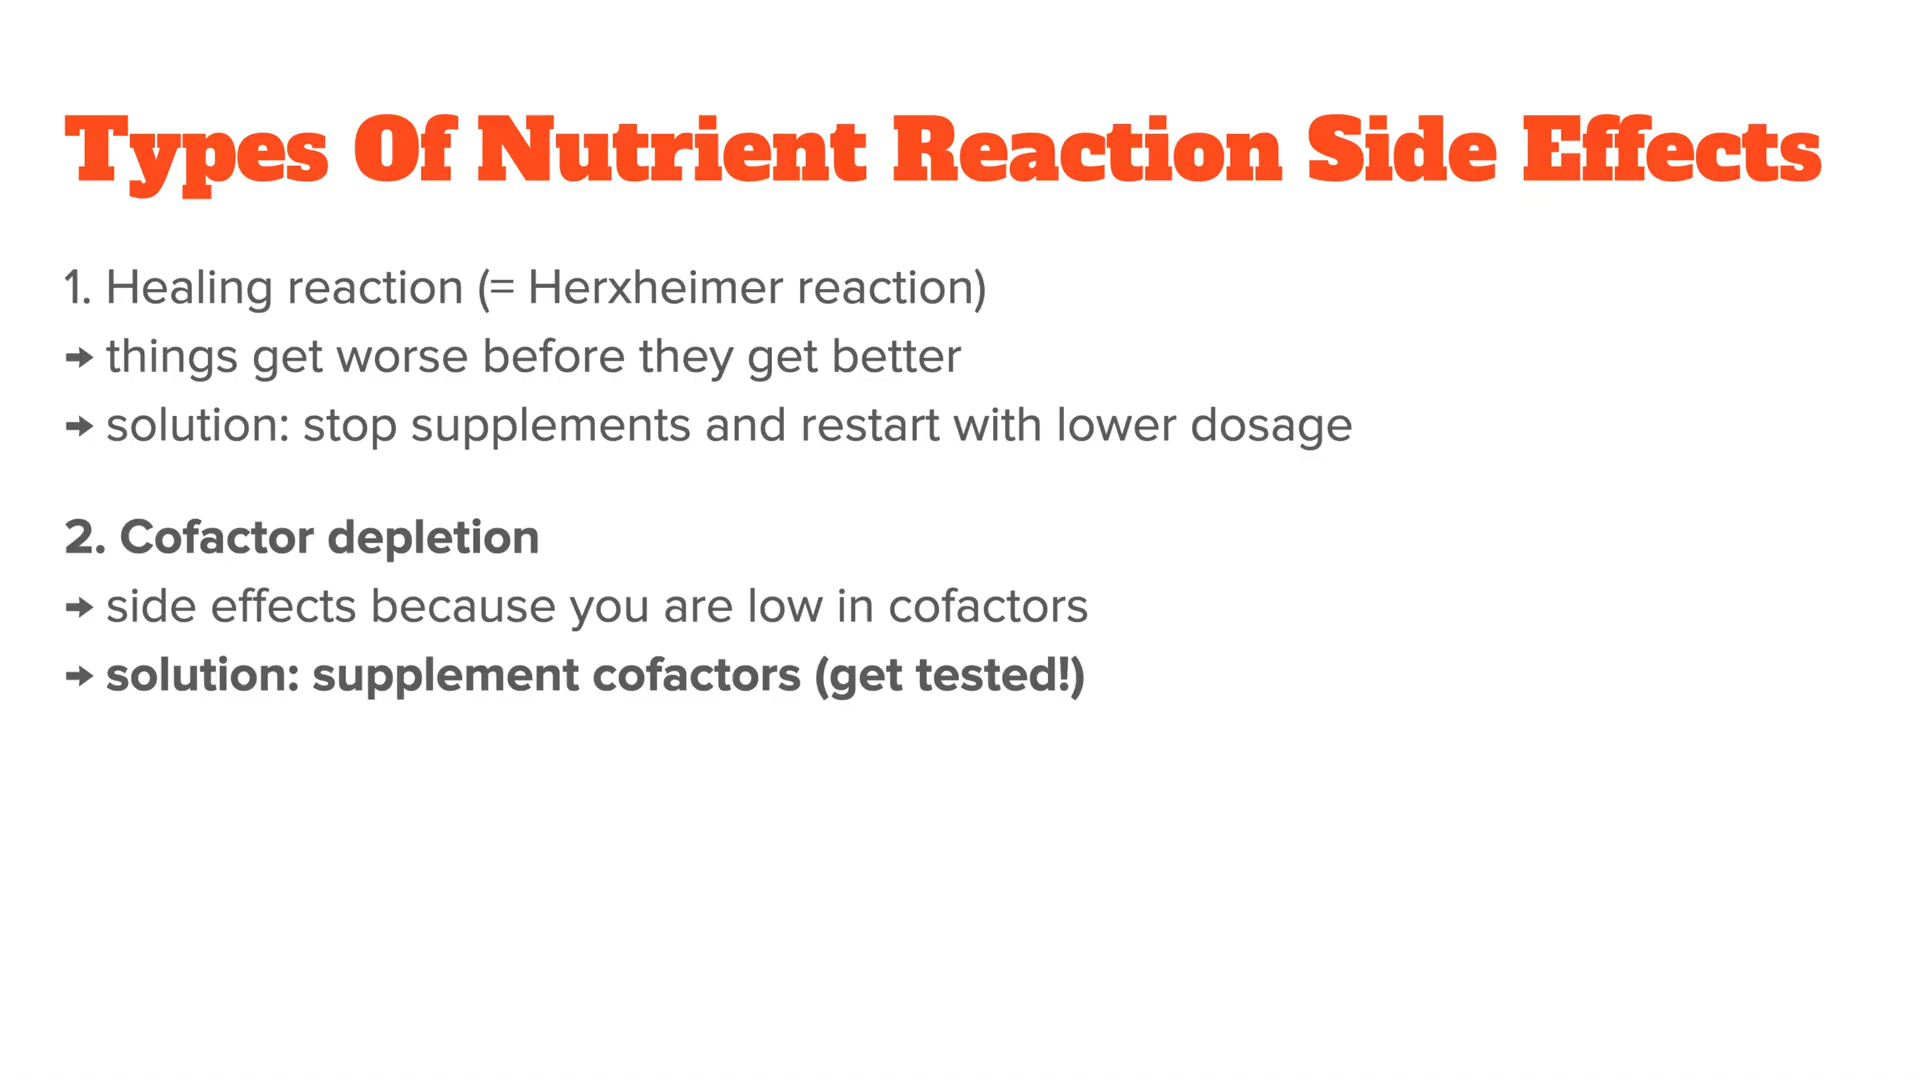 Types Of Nutrient Reaction Side Effects
1. Healing reaction (= Herxheimer reaction)
➡ things get worse before they get better
➡ solution: stop supplements and restart with lower dosage
2. Cofactor depletion
➡ side effects because you are low in cofactors
➡ solution: supplement cofactors (get tested!)